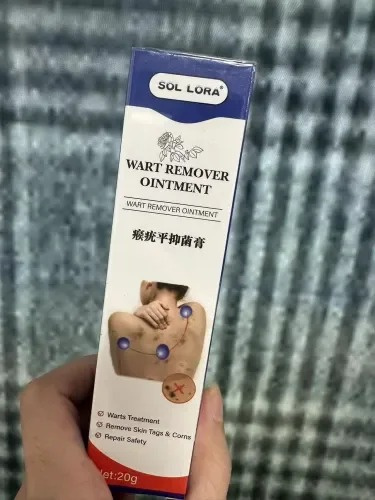 SOL LORA®
WART REMOVER
OINTMENT
WART REMOVER OINTMENT
瘊疣平抑菌膏
Warts Treatment
Remove Skin Tags & Corns
Repair Safety
Net:20g